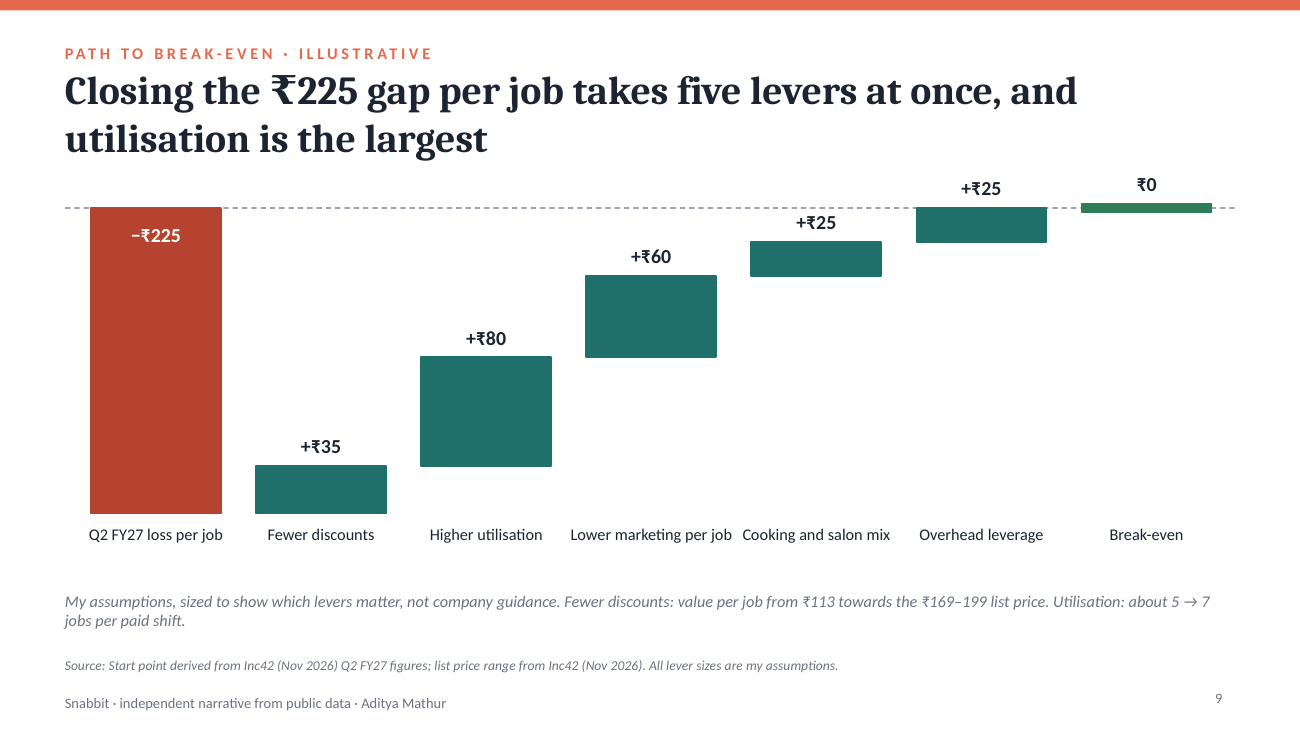 PATH TO BREAK-EVEN · ILLUSTRATIVE
Closing the ₹225 gap per job takes five levers at once, and
utilisation is the largest
−₹225
+₹35
+₹80
+₹60
+₹25
+₹25
₹0
Q2 FY27 loss per job
Fewer discounts
Higher utilisation
Lower marketing per job
Cooking and salon mix
Overhead leverage
Break-even
My assumptions, sized to show which levers matter, not company guidance. Fewer discounts: value per job from ₹113 towards the ₹169–199 list price. Utilisation: about 5 → 7
jobs per paid shift.
Source: Start point derived from Inc42 (Nov 2026) Q2 FY27 figures; list price range from Inc42 (Nov 2026). All lever sizes are my assumptions.
Snabbit · independent narrative from public data · Aditya Mathur
9